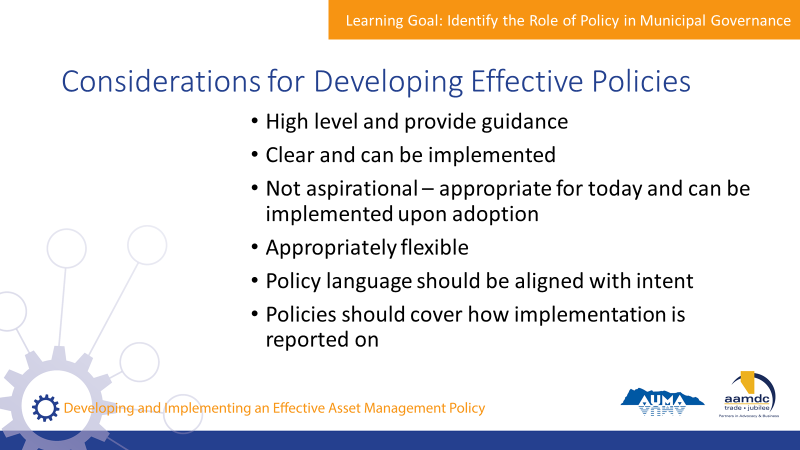 Learning Goal: Identify the Role of Policy in Municipal Governance
Considerations for Developing Effective Policies
• High level and provide guidance
• Clear and can be implemented
• Not aspirational – appropriate for today and can be
implemented upon adoption
• Appropriately flexible
• Policy language should be aligned with intent
• Policies should cover how implementation is
reported on
Developing and Implementing an Effective Asset Management Policy
AUMA
aamdc
trade • jubilee
Partners in Advocacy & Business